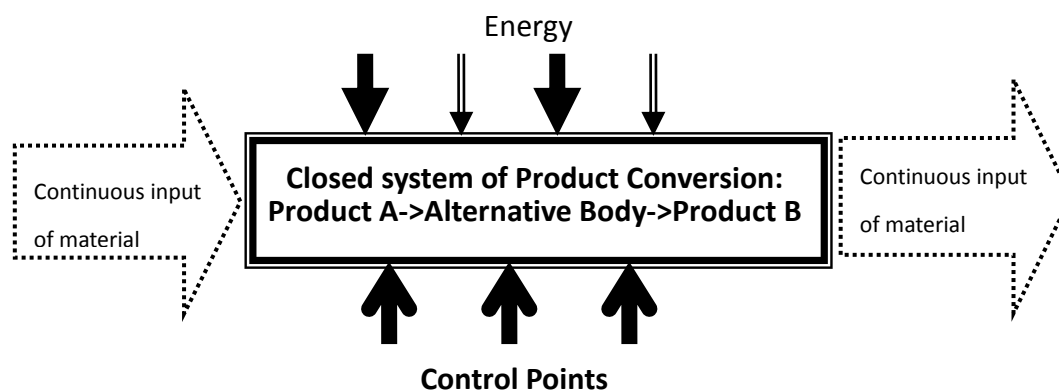 Energy
Continuous input
of material
Closed system of Product Conversion:
Product A->Alternative Body->Product B
Continuous input
of material
Control Points